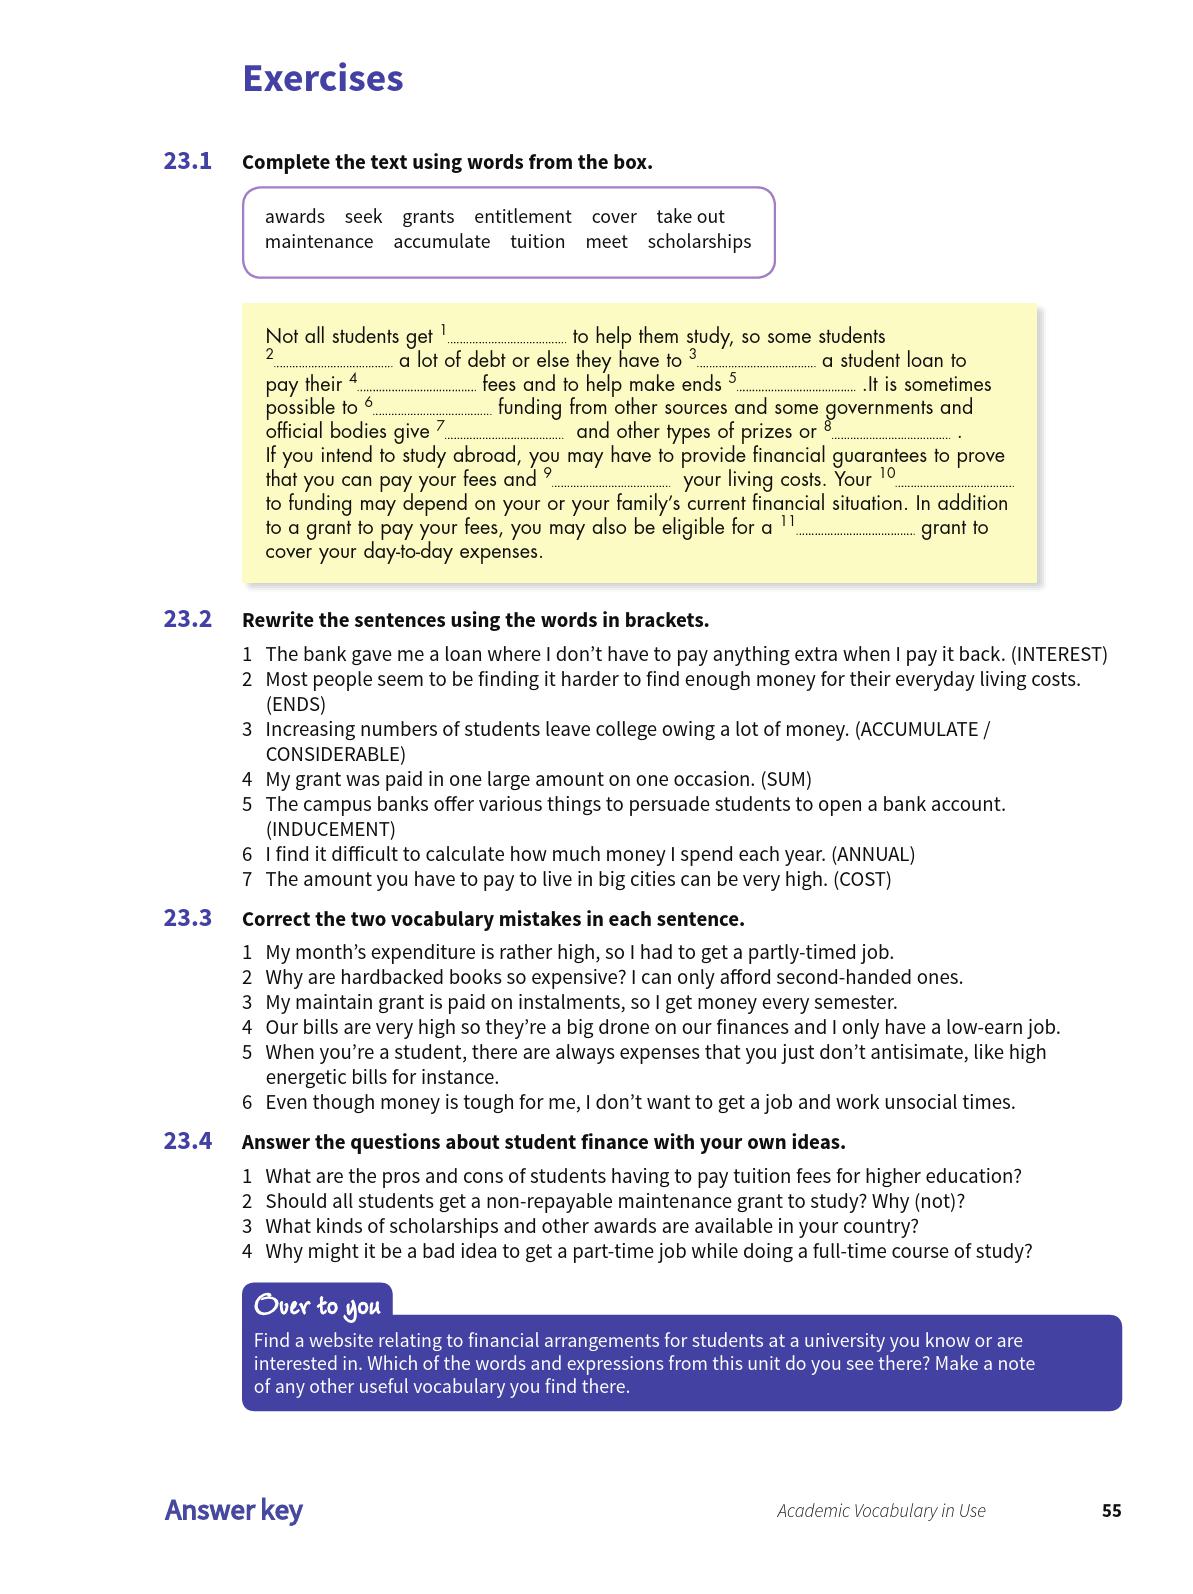 Exercises
23.1 Complete the text using words from the box.
awards seek grants entitlement cover take out
maintenance accumulate tuition meet scholarships
Not all students get 1.................... to help them study, so some students
2.................... a lot of debt or else they have to 3.................... a student loan to
pay their 4.................... fees and to help make ends 5.................... .It is sometimes
possible to 6.................... funding from other sources and some governments and
official bodies give 7.................... and other types of prizes or 8.................... .
If you intend to study abroad, you may have to provide financial guarantees to prove
that you can pay your fees and 9.................... your living costs. Your 10....................
to funding may depend on your or your family's current financial situation. In addition
to a grant to pay your fees, you may also be eligible for a 11.................... grant to
cover your day-to-day expenses.
23.2 Rewrite the sentences using the words in brackets.
1 The bank gave me a loan where I don't have to pay anything extra when I pay it back. (INTEREST)
2 Most people seem to be finding it harder to find enough money for their everyday living costs.
(ENDS)
3 Increasing numbers of students leave college owing a lot of money. (ACCUMULATE /
CONSIDERABLE)
4 My grant was paid in one large amount on one occasion. (SUM)
5 The campus banks offer various things to persuade students to open a bank account.
(INDUCEMENT)
6 I find it difficult to calculate how much money I spend each year. (ANNUAL)
7 The amount you have to pay to live in big cities can be very high. (COST)
23.3 Correct the two vocabulary mistakes in each sentence.
1 My month's expenditure is rather high, so I had to get a partly-timed job.
2 Why are hardbacked books so expensive? I can only afford second-handed ones.
3 My maintain grant is paid on instalments, so I get money every semester.
4 Our bills are very high so they're a big drone on our finances and I only have a low-earn job.
5 When you're a student, there are always expenses that you just don't antisimate, like high
energetic bills for instance.
6 Even though money is tough for me, I don't want to get a job and work unsocial times.
23.4 Answer the questions about student finance with your own ideas.
1 What are the pros and cons of students having to pay tuition fees for higher education?
2 Should all students get a non-repayable maintenance grant to study? Why (not)?
3 What kinds of scholarships and other awards are available in your country?
4 Why might it be a bad idea to get a part-time job while doing a full-time course of study?
Over to you
Find a website relating to financial arrangements for students at a university you know or are
interested in. Which of the words and expressions from this unit do you see there? Make a note
of any other useful vocabulary you find there.
Answer key Academic Vocabulary in Use 55